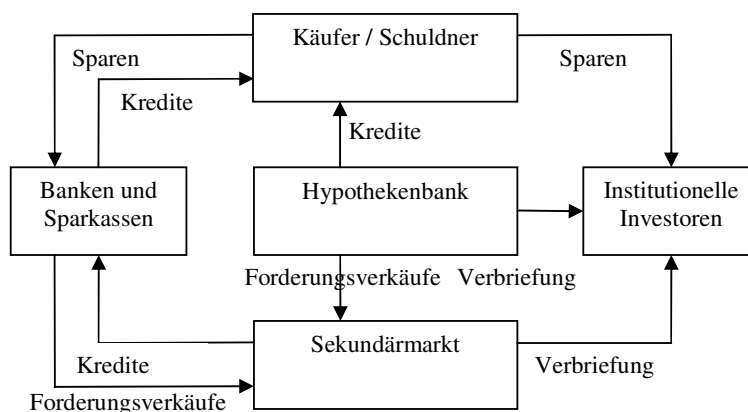 Käufer / Schuldner
Sparen
Sparen
Kredite
Kredite
Banken und
Sparkassen
Hypothekenbank
Institutionelle
Investoren
Forderungsverkäufe
Verbriefung
Sekundärmarkt
Kredite
Verbriefung
Forderungsverkäufe